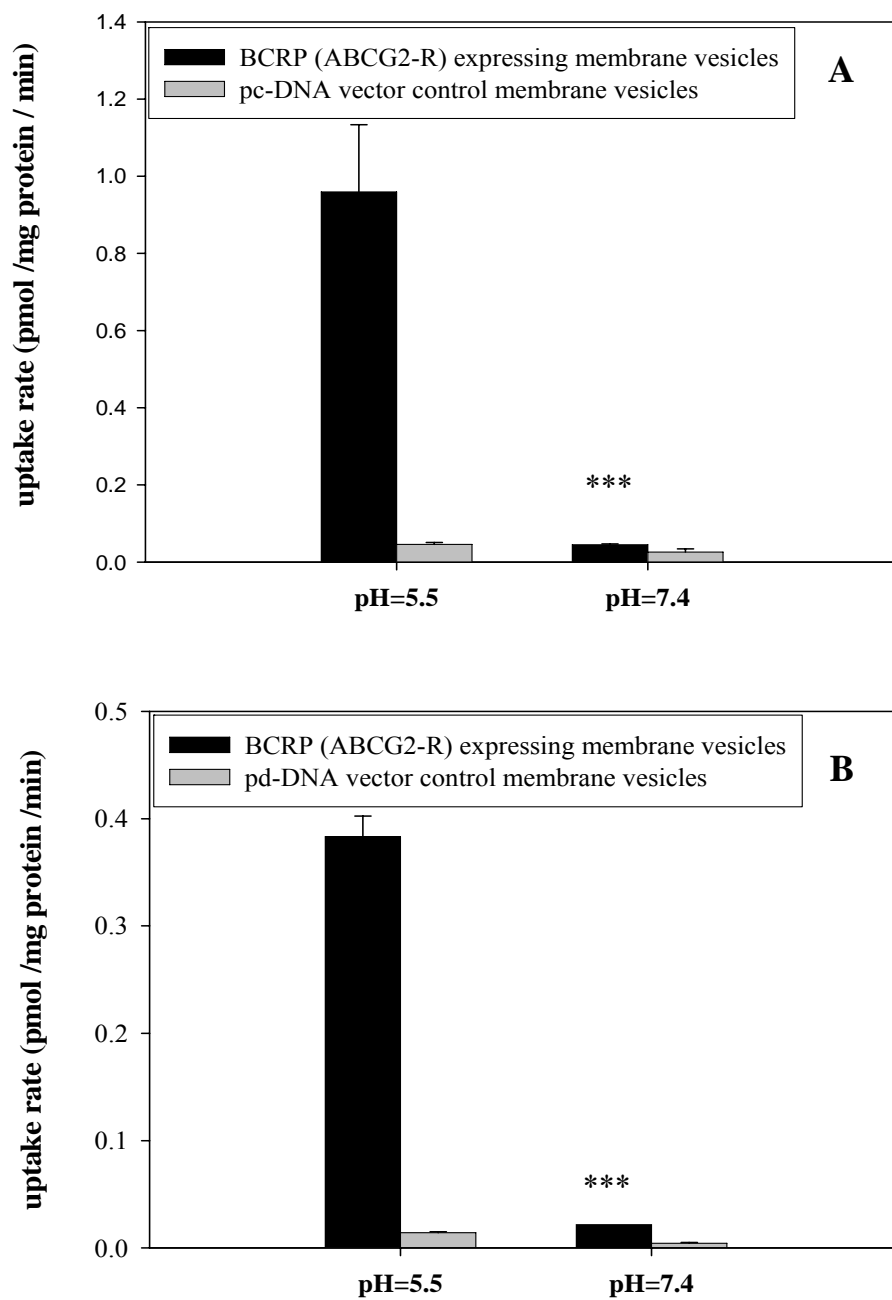 uptake rate (pmol /mg protein / min)
1.4
1.2
1.0
0.8
0.6
0.4
0.2
0.0
BCRP (ABCG2-R) expressing membrane vesicles
pc-DNA vector control membrane vesicles
A
***
pH=5.5
pH=7.4
uptake rate (pmol /mg protein /min)
0.5
0.4
0.3
0.2
0.1
0.0
BCRP (ABCG2-R) expressing membrane vesicles
pd-DNA vector control membrane vesicles
B
***
pH=5.5
pH=7.4